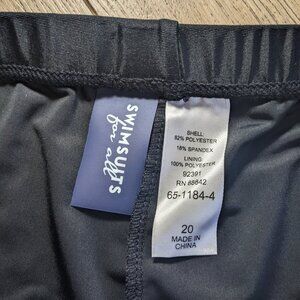 SWIMSUITS
for all
SHELL:
82% POLYESTER
18% SPANDEX
LINING:
100% POLYESTER
92391
RN 88842
65-1184-4
20
MADE IN
CHINA